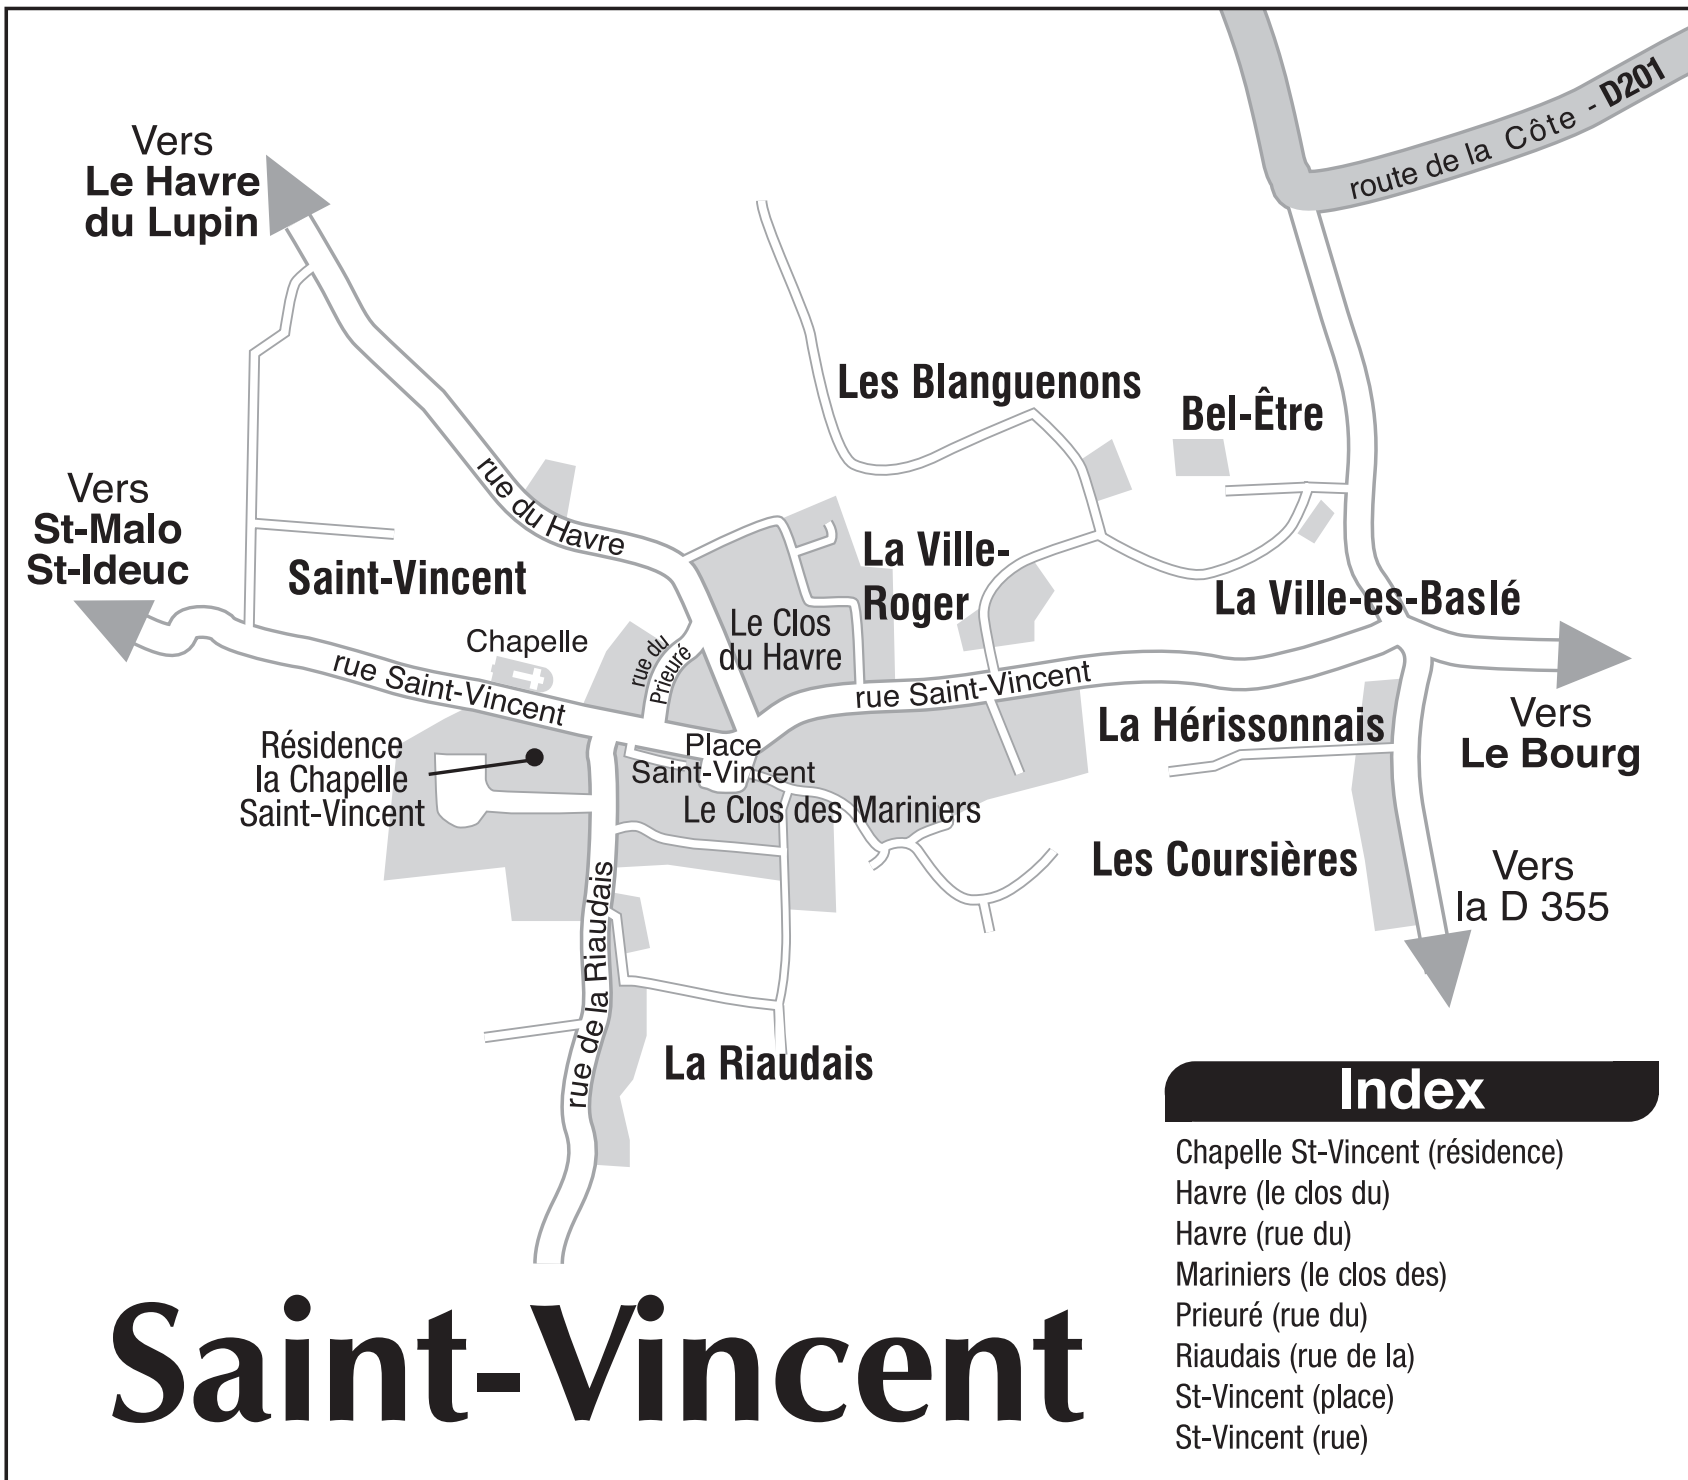 route de la Côte - D201
Vers
Le Havre
du Lupin
Les Blanguenons
Bel-Être
rue du Havre
Vers
St-Malo
St-Ideuc
Saint-Vincent
La Ville-
Roger
La Ville-es-Baslé
Chapelle
rue du
Prieuré
Le Clos
du Havre
rue Saint-Vincent
rue Saint-Vincent
La Hérissonnais
Vers
Le Bourg
Résidence
la Chapelle
Saint-Vincent
Place
Saint-Vincent
Le Clos des Mariniers
Les Coursières
Vers
la D 355
rue de la Riaudais
La Riaudais
Index
Chapelle St-Vincent (résidence)
Havre (le clos du)
Havre (rue du)
Mariniers (le clos des)
Prieuré (rue du)
Riaudais (rue de la)
St-Vincent (place)
St-Vincent (rue)
Saint-Vincent